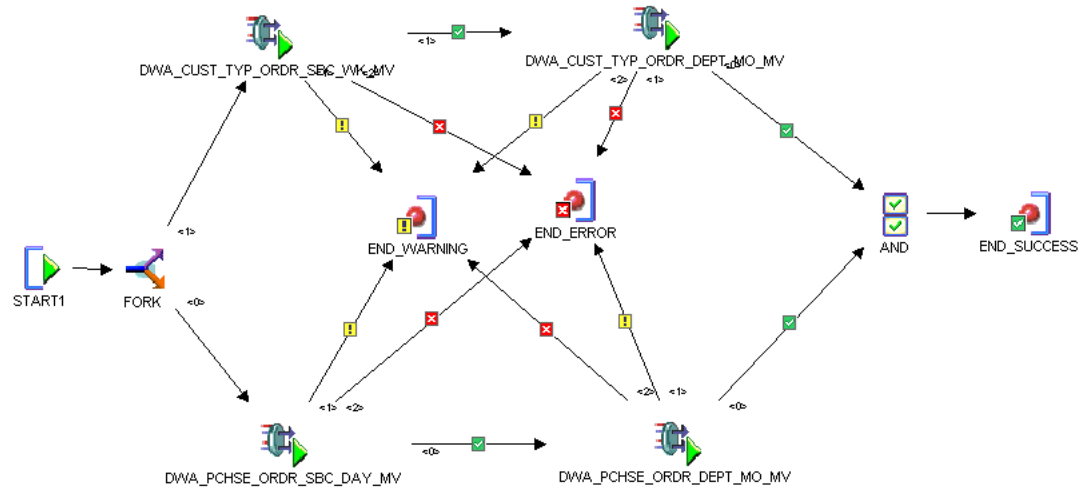 <1>
DWA_CUST_TYP_ORDR_SBC_WK_MV
<2>
DWA_CUST_TYP_ORDR_DEPT_MO_MV
<0>
<2>
<1>
END_WARNING
END_ERROR
AND
END_SUCCESS
<1>
START1
FORK
<0>
<1>
<2>
<2>
<1>
<0>
<0>
DWA_PCHSE_ORDR_SBC_DAY_MV
DWA_PCHSE_ORDR_DEPT_MO_MV